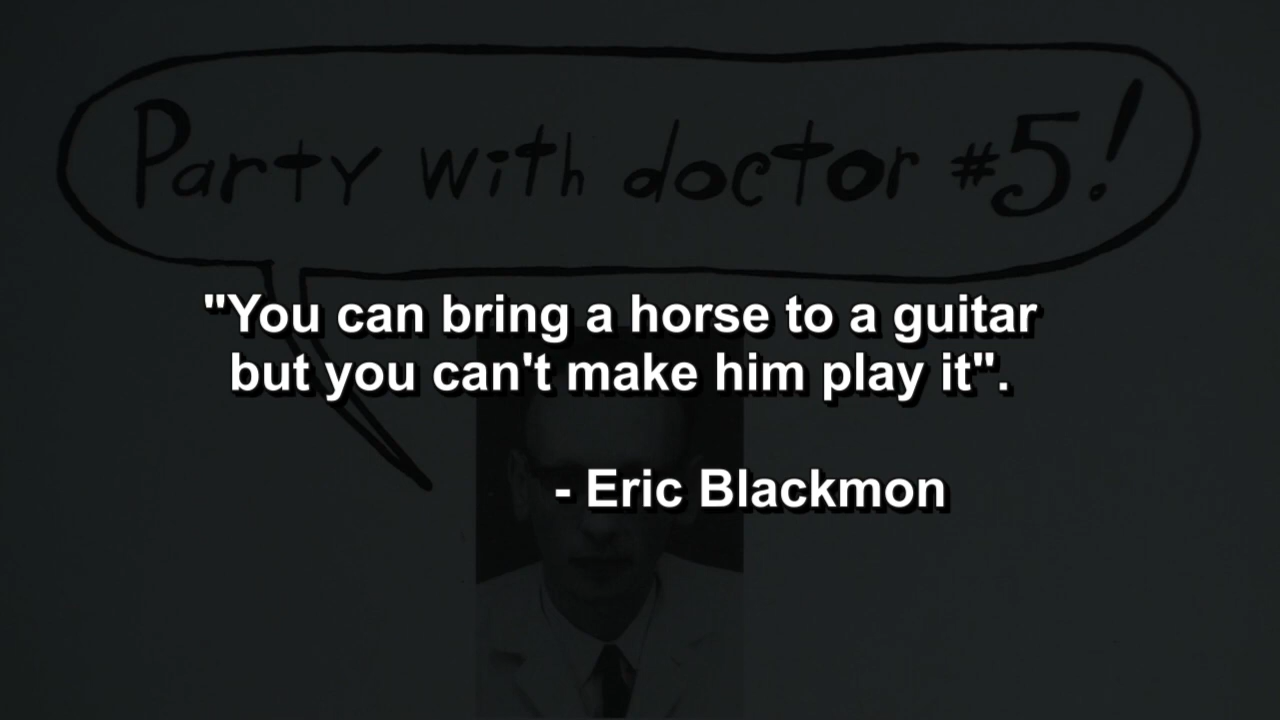 Party with doctor #5!
"You can bring a horse to a guitar
but you can't make him play it".
- Eric Blackmon